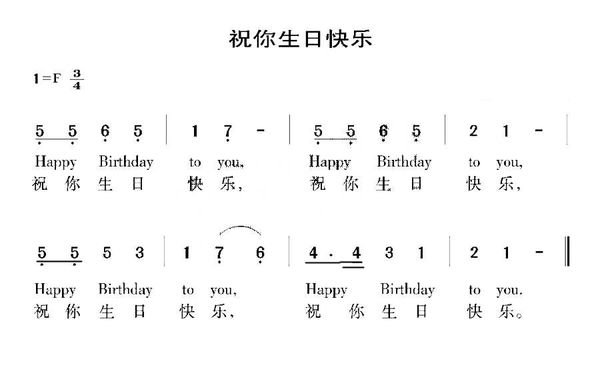 祝你生日快乐
1=F 3/4
5 5 6 5 | 1 7 - | 5 5 6 5 | 2 1 - |
Happy Birthday to you, Happy Birthday to you,
祝你生日 快乐, 祝你生日 快乐,
5 5 5 3 | 1 7 6 | 4 . 4 3 1 | 2 1 - ‖
Happy Birthday to you, Happy Birthday to you.
祝你生日 快乐, 祝你生日 快乐。